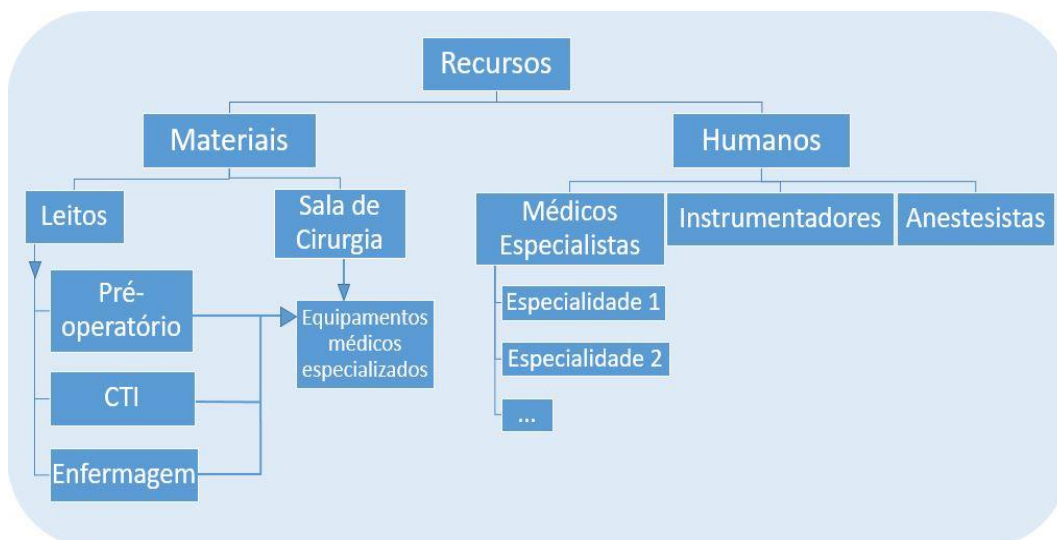 Recursos
Materiais
Humanos
Leitos
Sala de
Cirurgia
Médicos
Especialistas
Instrumentadores
Anestesistas
Pré-
operatório
Equipamentos
médicos
especializados
Especialidade 1
Especialidade 2
CTI
...
Enfermagem